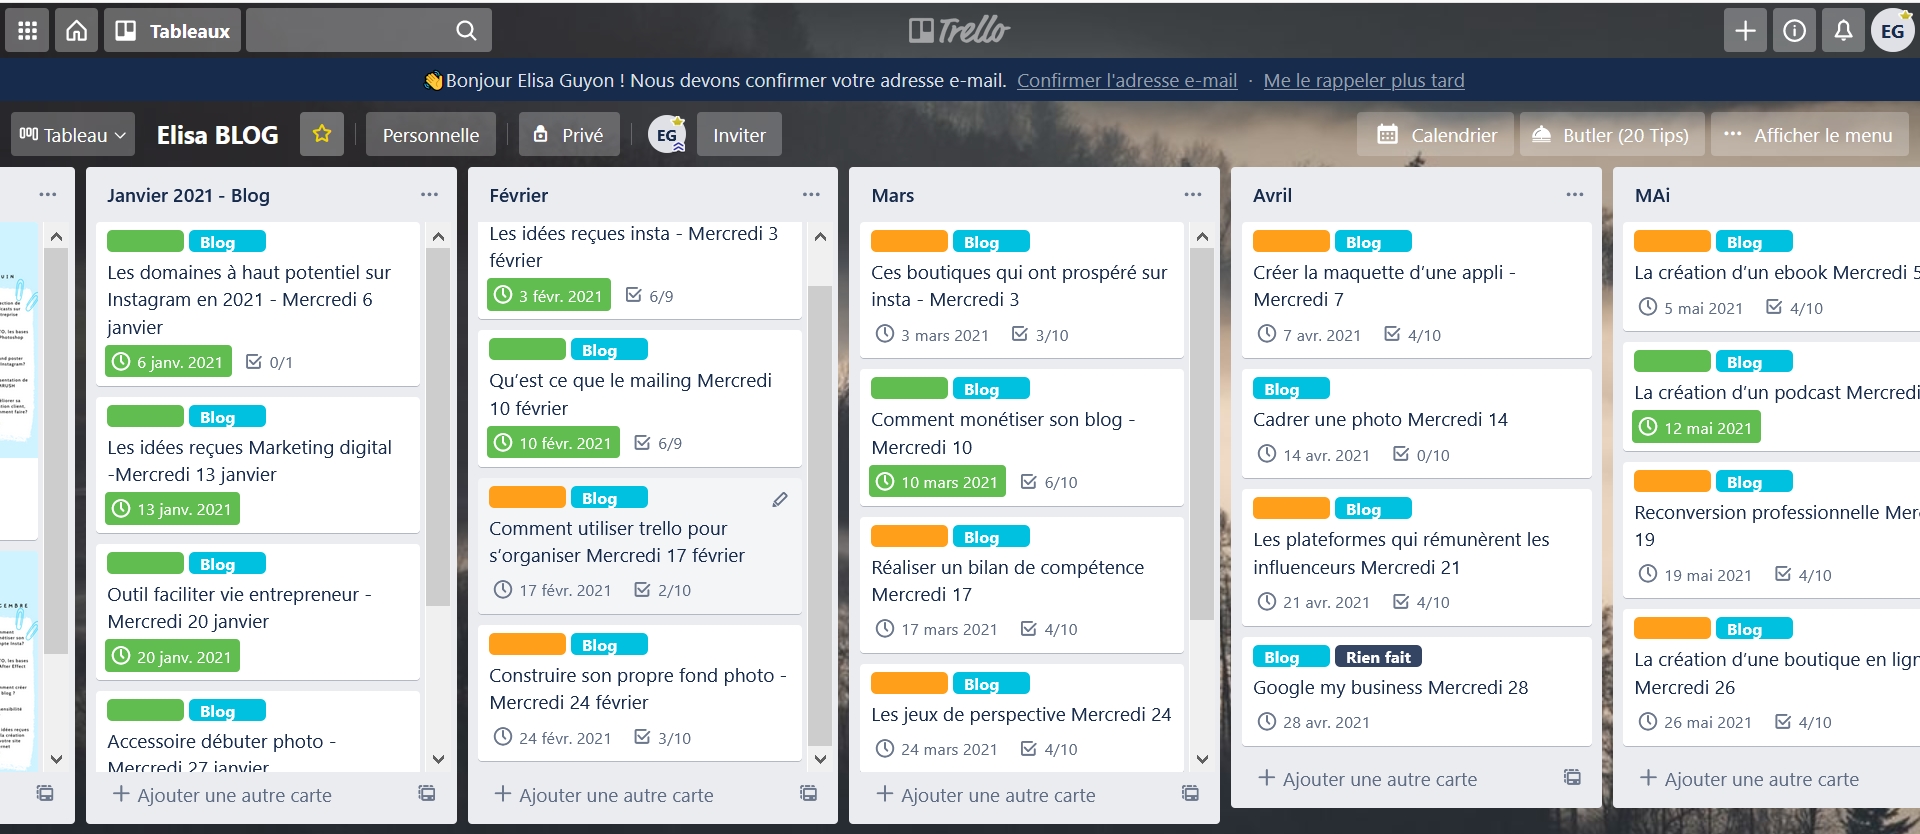 Tableaux
Trello
EG
👋Bonjour Elisa Guyon ! Nous devons confirmer votre adresse e-mail. Confirmer l'adresse e-mail · Me le rappeler plus tard
Tableau
Elisa BLOG
Personnelle
Privé
EG
Inviter
Calendrier
Butler (20 Tips)
Afficher le menu
Janvier 2021 - Blog
Blog
Les domaines à haut potentiel sur
Instagram en 2021 - Mercredi 6
janvier
6 janv. 2021 0/1
Blog
Les idées reçues Marketing digital
-Mercredi 13 janvier
13 janv. 2021
Blog
Outil faciliter vie entrepreneur -
Mercredi 20 janvier
20 janv. 2021
Blog
Accessoire débuter photo -
Mercredi 27 janvier
+ Ajouter une autre carte
Février
Les idées reçues insta - Mercredi 3
février
3 févr. 2021 6/9
Blog
Qu’est ce que le mailing Mercredi
10 février
10 févr. 2021 6/9
Blog
Comment utiliser trello pour
s’organiser Mercredi 17 février
17 févr. 2021 2/10
Blog
Construire son propre fond photo -
Mercredi 24 février
24 févr. 2021 3/10
+ Ajouter une autre carte
Mars
Blog
Ces boutiques qui ont prospéré sur
insta - Mercredi 3
3 mars 2021 3/10
Blog
Comment monétiser son blog -
Mercredi 10
10 mars 2021 6/10
Blog
Réaliser un bilan de compétence
Mercredi 17
17 mars 2021 4/10
Blog
Les jeux de perspective Mercredi 24
24 mars 2021 4/10
+ Ajouter une autre carte
Avril
Blog
Créer la maquette d’une appli -
Mercredi 7
7 avr. 2021 4/10
Blog
Cadrer une photo Mercredi 14
14 avr. 2021 0/10
Blog
Les plateformes qui rémunèrent les
influenceurs Mercredi 21
21 avr. 2021 4/10
Blog Rien fait
Google my business Mercredi 28
28 avr. 2021
+ Ajouter une autre carte
MAi
Blog
La création d’un ebook Mercredi 5
5 mai 2021 4/10
Blog
La création d’un podcast Mercredi
12 mai 2021
Blog
Reconversion professionnelle Mer
19
19 mai 2021 4/10
Blog
La création d’une boutique en lign
Mercredi 26
26 mai 2021 4/10
+ Ajouter une autre carte